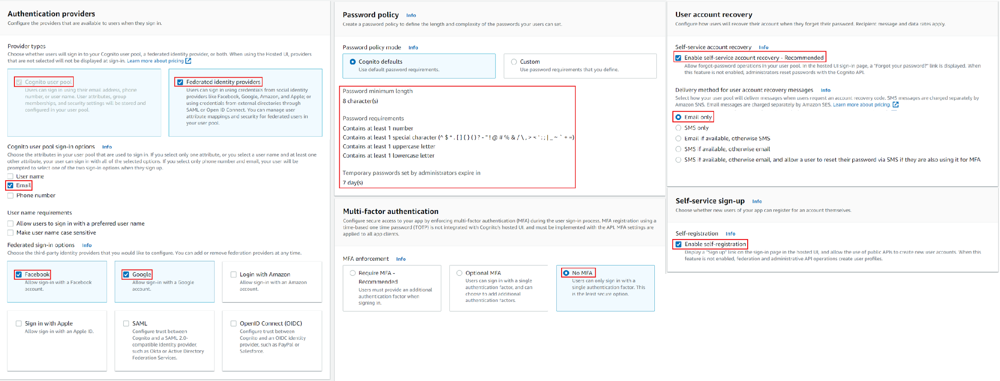 Authentication providers
Configure the providers that are available to users when they sign in.
Provider types
Choose whether users will sign in to your Cognito user pool, a federated identity provider, or both. When using the Hosted UI, providers
that are not selected will not be displayed at sign-in. Learn more about pricing
Cognito user pool
Users can sign in using their email address, phone
number, or user name. User attributes, group
memberships, and security settings will be stored and
configured in your user pool.
Federated identity providers
Users can sign in using credentials from social identity
providers like Facebook, Google, Amazon, and Apple; or
using credentials from external directories through
SAML or Open ID Connect. You can manage user
attribute mappings and security for federated users in
your user pool.
Cognito user pool sign-in options Info
Choose the attributes in your user pool that are used to sign in. If you select only one attribute, or you select a user name and at least one
other attribute, your user can sign in with all of the selected options. If you select only phone number and email, your user will be
prompted to select one of the two sign-in options when they sign up.
User name
Email
Phone number
User name requirements
Allow users to sign in with a preferred user name
Make user name case sensitive
Federated sign-in options Info
Choose the third-party identity providers that you would like to configure. You can add or remove federation providers at any time.
Facebook
Allow sign-in with a Facebook
account.
Google
Allow sign-in with a Google
account.
Login with Amazon
Allow sign-in with an Amazon
account.
Sign in with Apple
Allow sign-in with an Apple ID.
SAML
Configure trust between
Cognito and a SAML 2.0-
compatible identity provider,
such as Okta or Active Directory
Federation Services.
OpenID Connect (OIDC)
Configure trust between
Cognito and an OIDC identity
provider, such as PayPal or
Salesforce.
Password policy Info
Create a password policy to define the length and complexity of the passwords your users can set.
Password policy mode Info
Cognito defaults
Use default password requirements.
Custom
Use password requirements that you define.
Password minimum length
8 character(s)
Password requirements
Contains at least 1 number
Contains at least 1 special character (^ $ * . [ ] { } ( ) ? - " ! @ # % & / \ , > < ' : ; | _ ~ ` + =)
Contains at least 1 uppercase letter
Contains at least 1 lowercase letter
Temporary passwords set by administrators expire in
7 day(s)
Multi-factor authentication
Configure secure access to your app by enforcing multi-factor authentication (MFA) during the user sign-in process. MFA registration using a
time-based one time password (TOTP) is not integrated with Cognito's hosted UI, and must be implemented with the API. MFA settings are
applied to all app clients.
MFA enforcement Info
Require MFA -
Recommended
Users must provide an additional
authentication factor when
signing in.
Optional MFA
Users can sign in with a single
authentication factor, and can
choose to add additional
authentication factors.
No MFA
Users can only sign in with a
single authentication factor. This
is the least secure option.
User account recovery
Configure how users will recover their account when they forget their password. Recipient message and data rates apply.
Self-service account recovery Info
Enable self-service account recovery - Recommended
Allow forgot-password operations in your user pool. In the hosted UI sign-in page, a "Forgot your password?" link is displayed. When
this feature is not enabled, administrators reset passwords with the Cognito API.
Delivery method for user account recovery messages Info
Select how your user pool will deliver messages when users request an account recovery code. SMS messages are charged separately by
Amazon SNS. Email messages are charged separately by Amazon SES. Learn more about pricing.
Email only
SMS only
Email if available, otherwise SMS
SMS if available, otherwise email
SMS if available, otherwise email, and allow a user to reset their password via SMS if they are also using it for MFA
Self-service sign-up Info
Choose whether new users of your app can register for an account themselves.
Self-registration Info
Enable self-registration
Display a "Sign up" link on the sign-in page in the hosted UI, and allow the use of public APIs to create new user accounts. When this
feature is not enabled, federation and administrative API operations create user profiles.